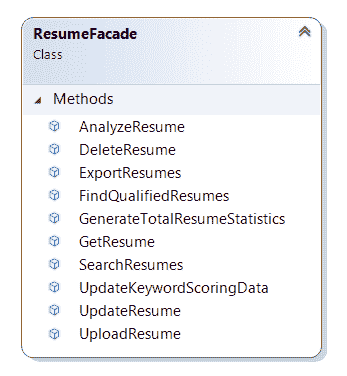 ResumeFacade
Class
Methods
AnalyzeResume
DeleteResume
ExportResumes
FindQualifiedResumes
GenerateTotalResumeStatistics
GetResume
SearchResumes
UpdateKeywordScoringData
UpdateResume
UploadResume